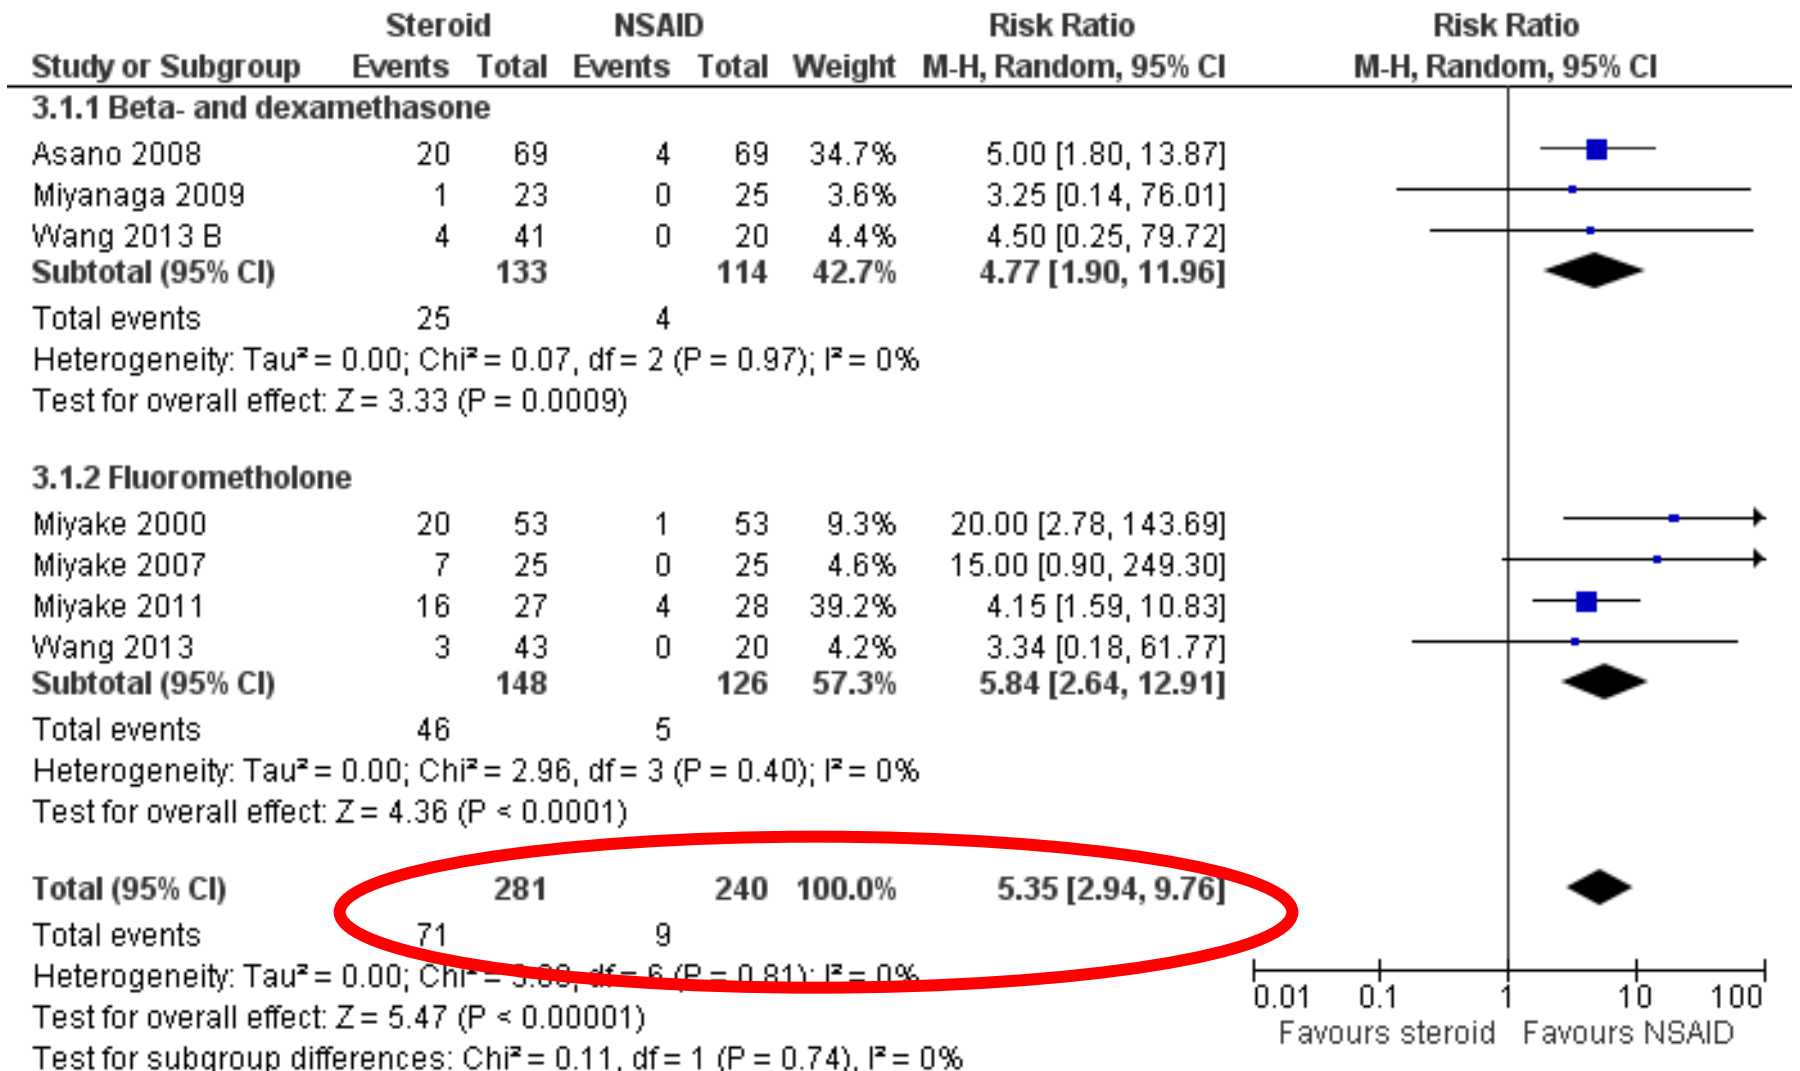 Steroid NSAID Risk Ratio Risk Ratio
Study or Subgroup Events Total Events Total Weight M-H, Random, 95% CI M-H, Random, 95% CI
3.1.1 Beta- and dexamethasone
Asano 2008 20 69 4 69 34.7% 5.00 [1.80, 13.87]
Miyanaga 2009 1 23 0 25 3.6% 3.25 [0.14, 76.01]
Wang 2013 B 4 41 0 20 4.4% 4.50 [0.25, 79.72]
Subtotal (95% CI) 133 114 42.7% 4.77 [1.90, 11.96]
Total events 25 4
Heterogeneity: Tau² = 0.00; Chi² = 0.07, df = 2 (P = 0.97); I² = 0%
Test for overall effect: Z = 3.33 (P = 0.0009)
3.1.2 Fluorometholone
Miyake 2000 20 53 1 53 9.3% 20.00 [2.78, 143.69]
Miyake 2007 7 25 0 25 4.6% 15.00 [0.90, 249.30]
Miyake 2011 16 27 4 28 39.2% 4.15 [1.59, 10.83]
Wang 2013 3 43 0 20 4.2% 3.34 [0.18, 61.77]
Subtotal (95% CI) 148 126 57.3% 5.84 [2.64, 12.91]
Total events 46 5
Heterogeneity: Tau² = 0.00; Chi² = 2.96, df = 3 (P = 0.40); I² = 0%
Test for overall effect: Z = 4.36 (P < 0.0001)
Total (95% CI) 281 240 100.0% 5.35 [2.94, 9.76]
Total events 71 9
Heterogeneity: Tau² = 0.00; Chi² = df = 6 (P = 0.81); I² = 0%
Test for overall effect: Z = 5.47 (P < 0.00001)
Test for subgroup differences: Chi² = 0.11, df = 1 (P = 0.74), I² = 0%
0.01 0.1 1 10 100
Favours steroid Favours NSAID